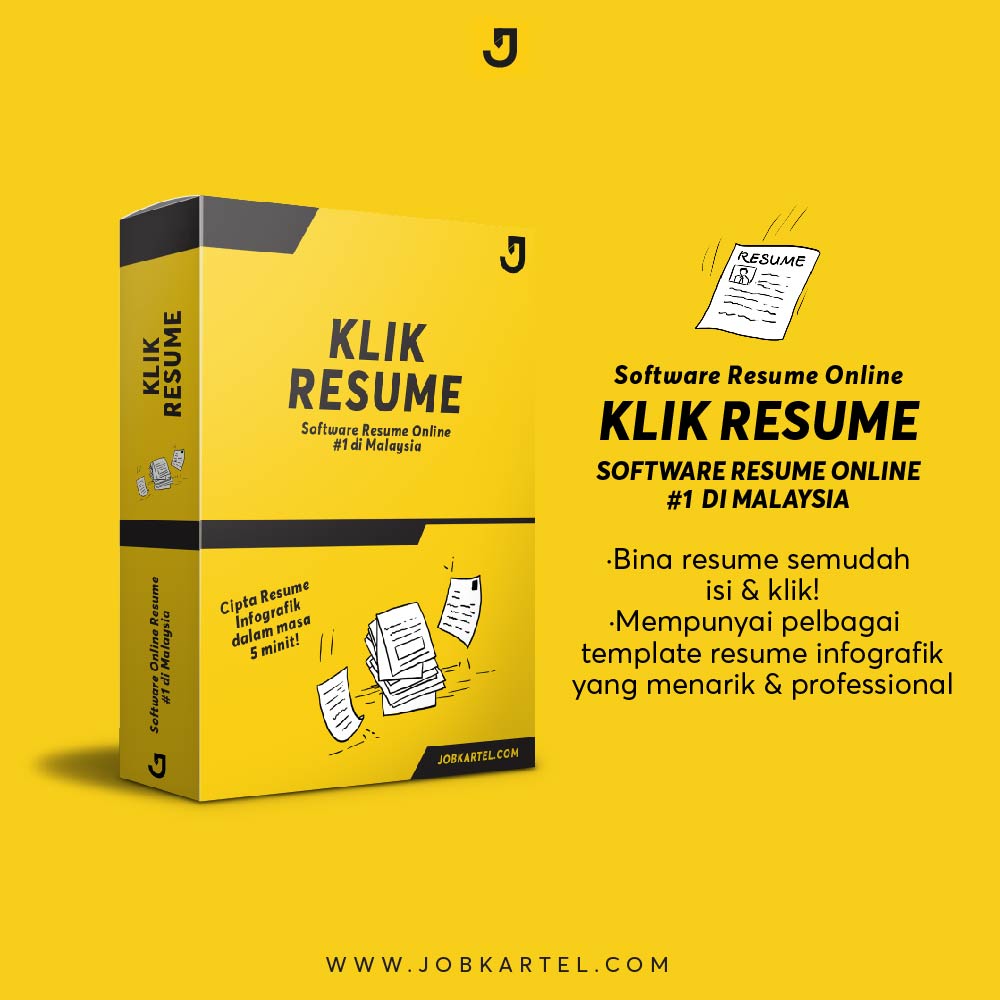 J
KLIK
RESUME
Software Online Resume
#1 di Malaysia
J
J
KLIK
RESUME
Software Resume Online
#1 di Malaysia
Cipta Resume
Infografik
dalam masa
5 minit!
JOBKARTEL.COM
RESUME
Software Resume Online
KLIK RESUME
SOFTWARE RESUME ONLINE
#1 DI MALAYSIA
·Bina resume semudah
isi & klik!
·Mempunyai pelbagai
template resume infografik
yang menarik & professional
WWW.JOBKARTEL.COM